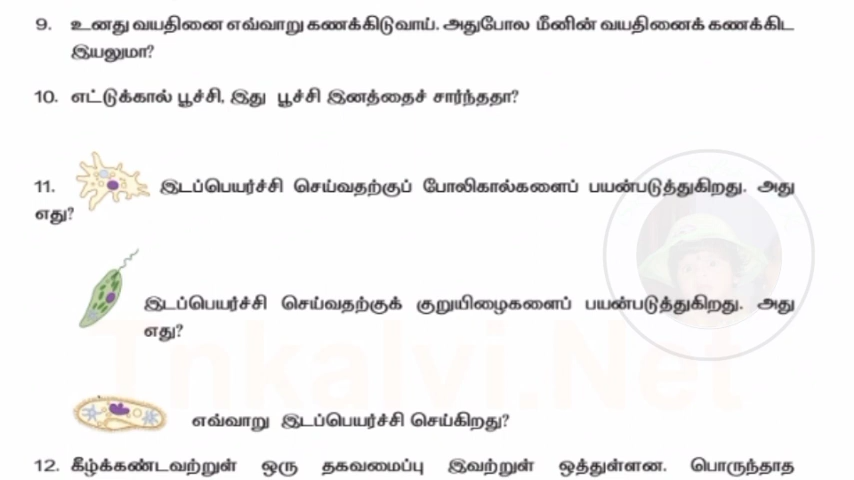 9. உனது வயதினை எவ்வாறு கணக்கிடுவாய். அதுபோல மீனின் வயதினைக் கணக்கிட
இயலுமா?
10. எட்டுக்கால் பூச்சி, இது பூச்சி இனத்தைச் சார்ந்ததா?
11. இடப்பெயர்ச்சி செய்வதற்குப் போலிகால்களைப் பயன்படுத்துகிறது. அது
எது?
இடப்பெயர்ச்சி செய்வதற்குக் குறுயிழைகளைப் பயன்படுத்துகிறது. அது
எது?
Tnkalvi.Net
எவ்வாறு இடப்பெயர்ச்சி செய்கிறது?
12. கீழ்க்கண்டவற்றுள் ஒரு தகவமைப்பு இவற்றுள் ஒத்துள்ளன. பொருந்தாத